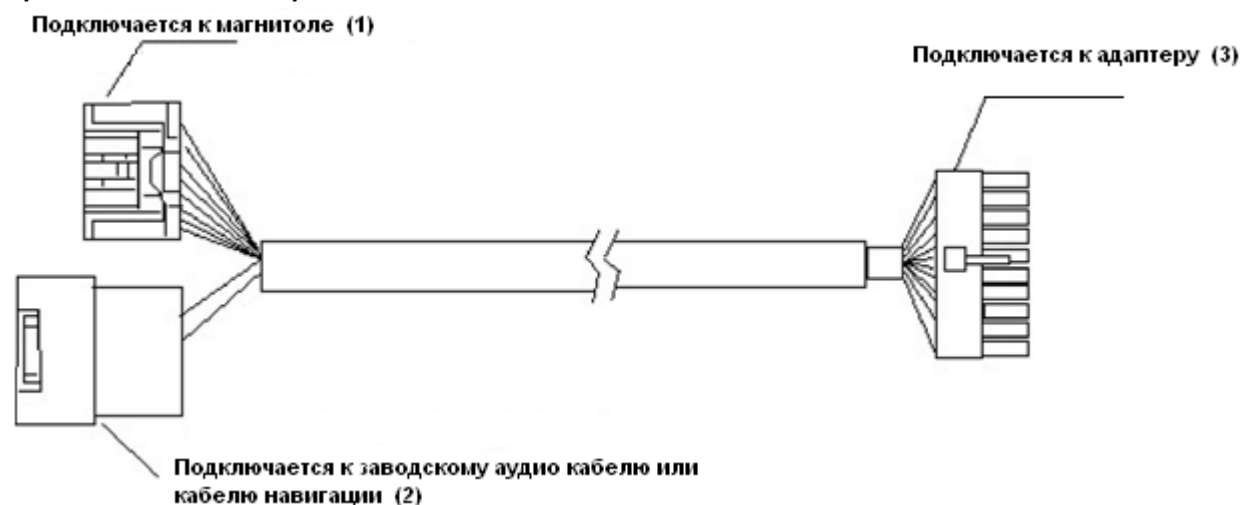 Подключается к магнитоле (1)
Подключается к адаптеру (3)
Подключается к заводскому аудио кабелю или
кабелю навигации (2)